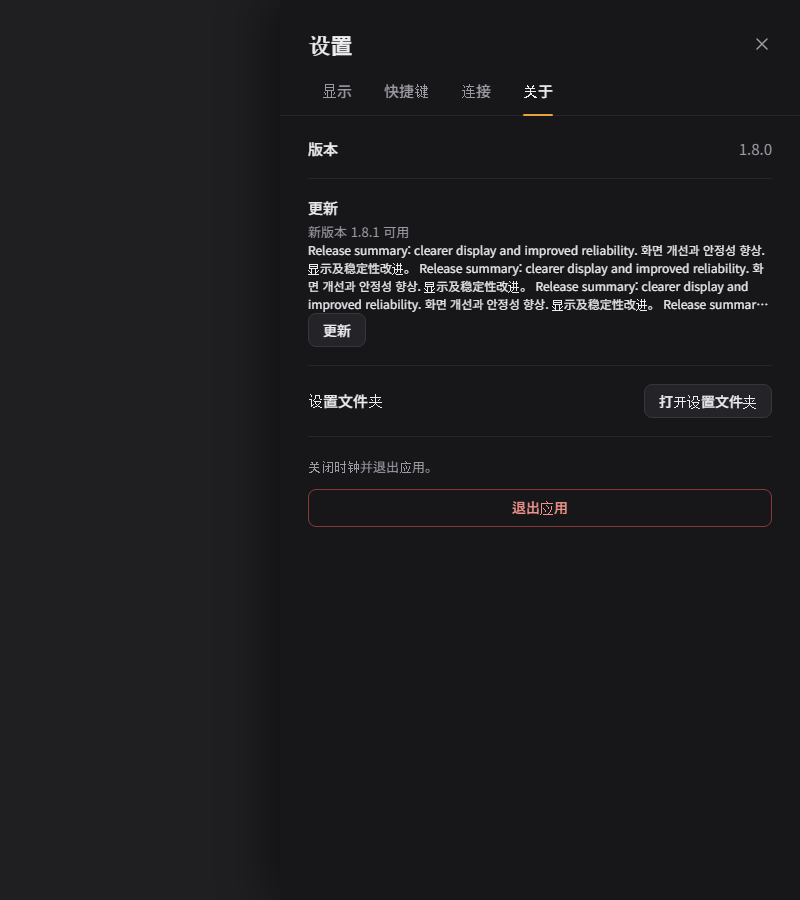 设置
显示 快捷键 连接 关于
版本 1.8.0
更新
新版本 1.8.1 可用
Release summary: clearer display and improved reliability. 화면 개선과 안정성 향상.
显示及稳定性改进。 Release summary: clearer display and improved reliability. 화
면 개선과 안정성 향상. 显示及稳定性改进。 Release summary: clearer display and
improved reliability. 화면 개선과 안정성 향상. 显示及稳定性改进。 Release summar…
更新
设置文件夹 打开设置文件夹
关闭时钟并退出应用。
退出应用